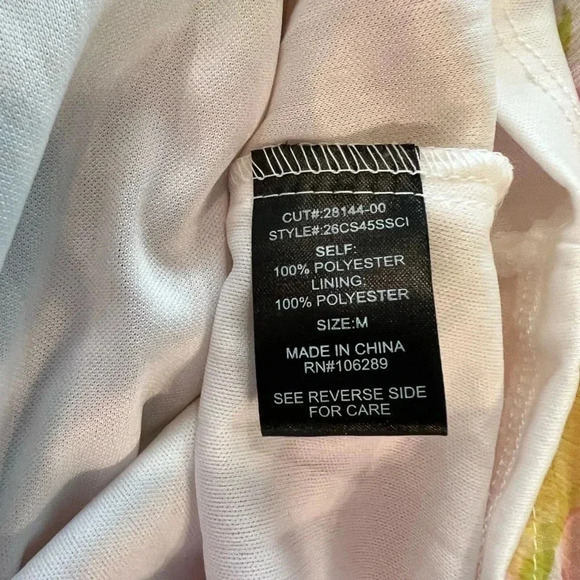 CUT#:28144-00
STYLE#:26CS45SSCI
SELF:
100% POLYESTER
LINING:
100% POLYESTER
SIZE:M
MADE IN CHINA
RN#106289
SEE REVERSE SIDE
FOR CARE